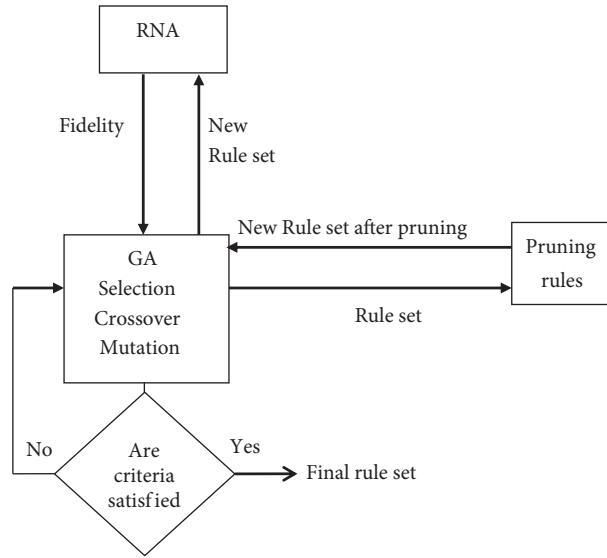 RNA
Fidelity
New
Rule set
New Rule set after pruning
GA
Selection
Crossover
Mutation
Pruning
rules
Rule set
No
Are
criteria
satisfied
Yes
Final rule set